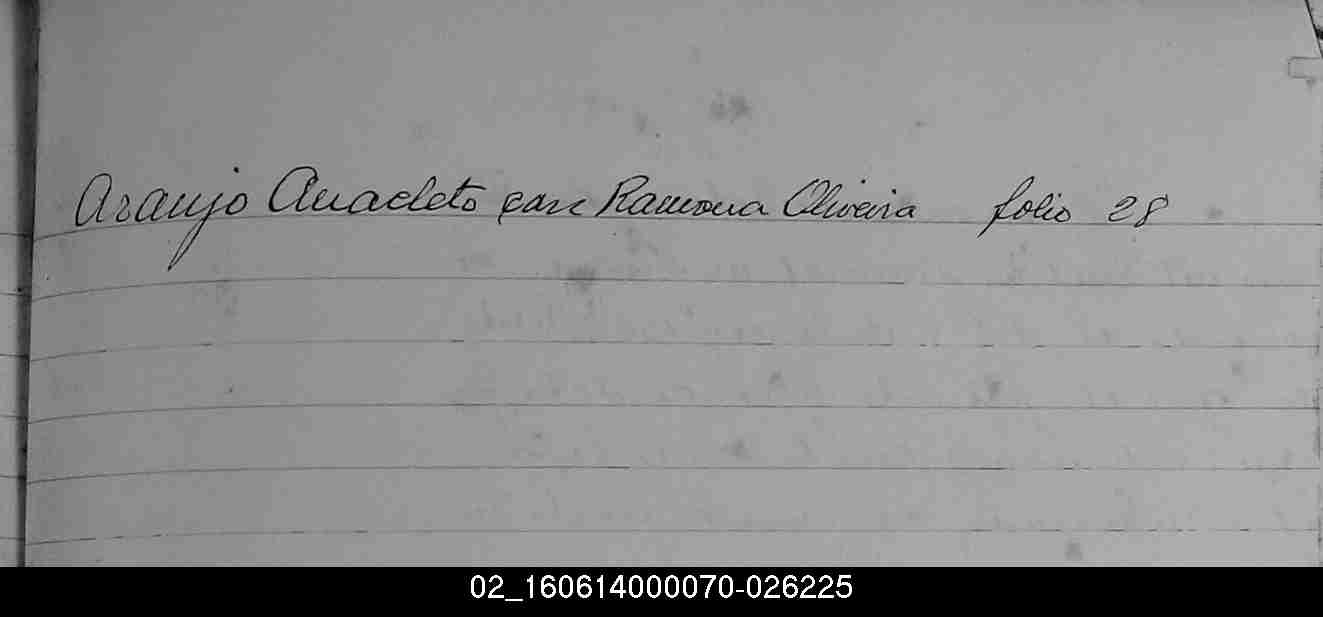 Araujo Anacleto con Ramona Oliveira folio 28
02_160614000070-026225